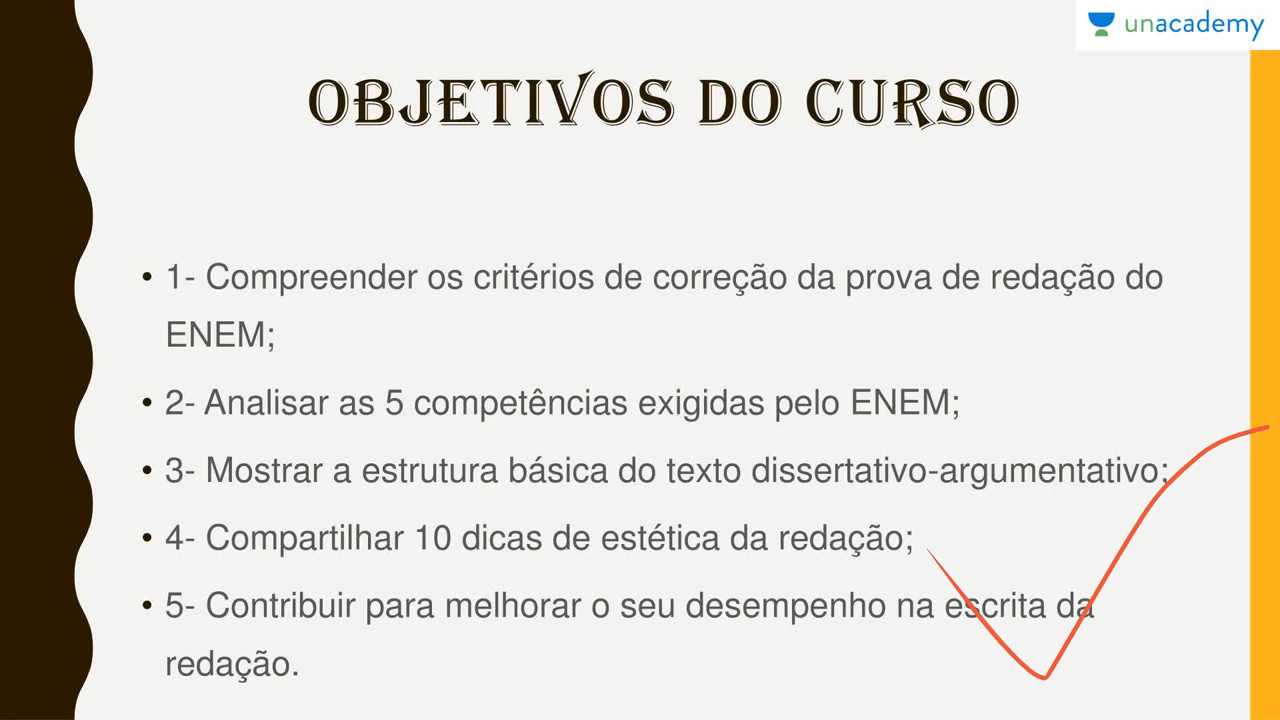 unacademy
OBJETIVOS DO CURSO
• 1- Compreender os critérios de correção da prova de redação do
ENEM;
• 2- Analisar as 5 competências exigidas pelo ENEM;
• 3- Mostrar a estrutura básica do texto dissertativo-argumentativo;
• 4- Compartilhar 10 dicas de estética da redação;
• 5- Contribuir para melhorar o seu desempenho na escrita da
redação.